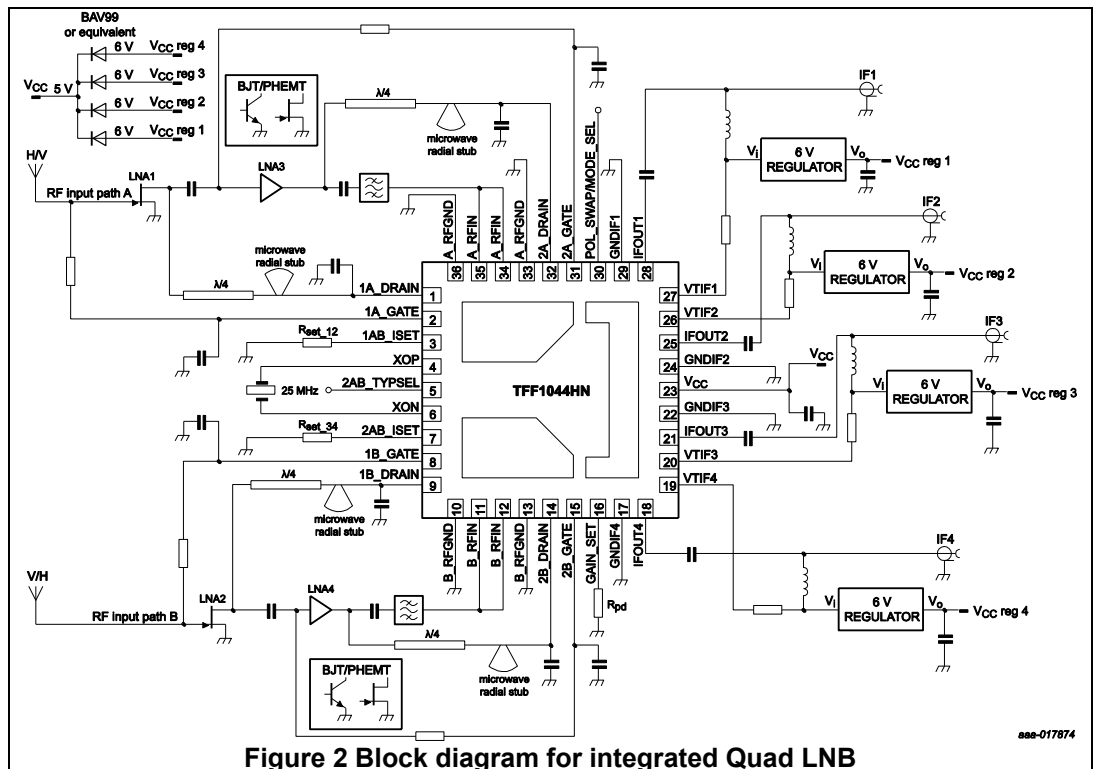 BAV99
or equivalent
6 V VCC reg 4
6 V VCC reg 3
VCC 5 V
6 V VCC reg 2
6 V VCC reg 1
BJT/PHEMT
λ/4
microwave
radial stub
H/V
RF input path A
LNA1
LNA3
microwave
radial stub
λ/4
A_RFGND
A_RFIN
A_RFIN
A_RFGND
2A_DRAIN
2A_GATE
POL_SWAP/MODE_SEL
GNDIF1
IFOUT1
36
35
34
33
32
31
30
29
28
IF1
Vi
6 V
REGULATOR
Vo
VCC reg 1
IF2
Vi
6 V
REGULATOR
Vo
VCC reg 2
IF3
Vi
6 V
REGULATOR
Vo
VCC reg 3
1A_DRAIN 1
1A_GATE 2
Rset_12 1AB_ISET 3
XOP 4
25 MHz 2AB_TYPSEL 5
XON 6
Rset_34 2AB_ISET 7
1B_GATE 8
1B_DRAIN 9
TFF1044HN
27 VTIF1
26 VTIF2
25 IFOUT2
24 GNDIF2
23 VCC
VCC
22 GNDIF3
21 IFOUT3
20 VTIF3
19 VTIF4
λ/4
microwave
radial stub
10
11
12
13
14
15
16
17
18
B_RFGND
B_RFIN
B_RFIN
B_RFGND
2B_DRAIN
2B_GATE
GAIN_SET
GNDIF4
IFOUT4
Rpd
V/H
RF input path B
LNA2
LNA4
λ/4
microwave
radial stub
BJT/PHEMT
IF4
Vi
6 V
REGULATOR
Vo
VCC reg 4
aaa-017874
Figure 2 Block diagram for integrated Quad LNB